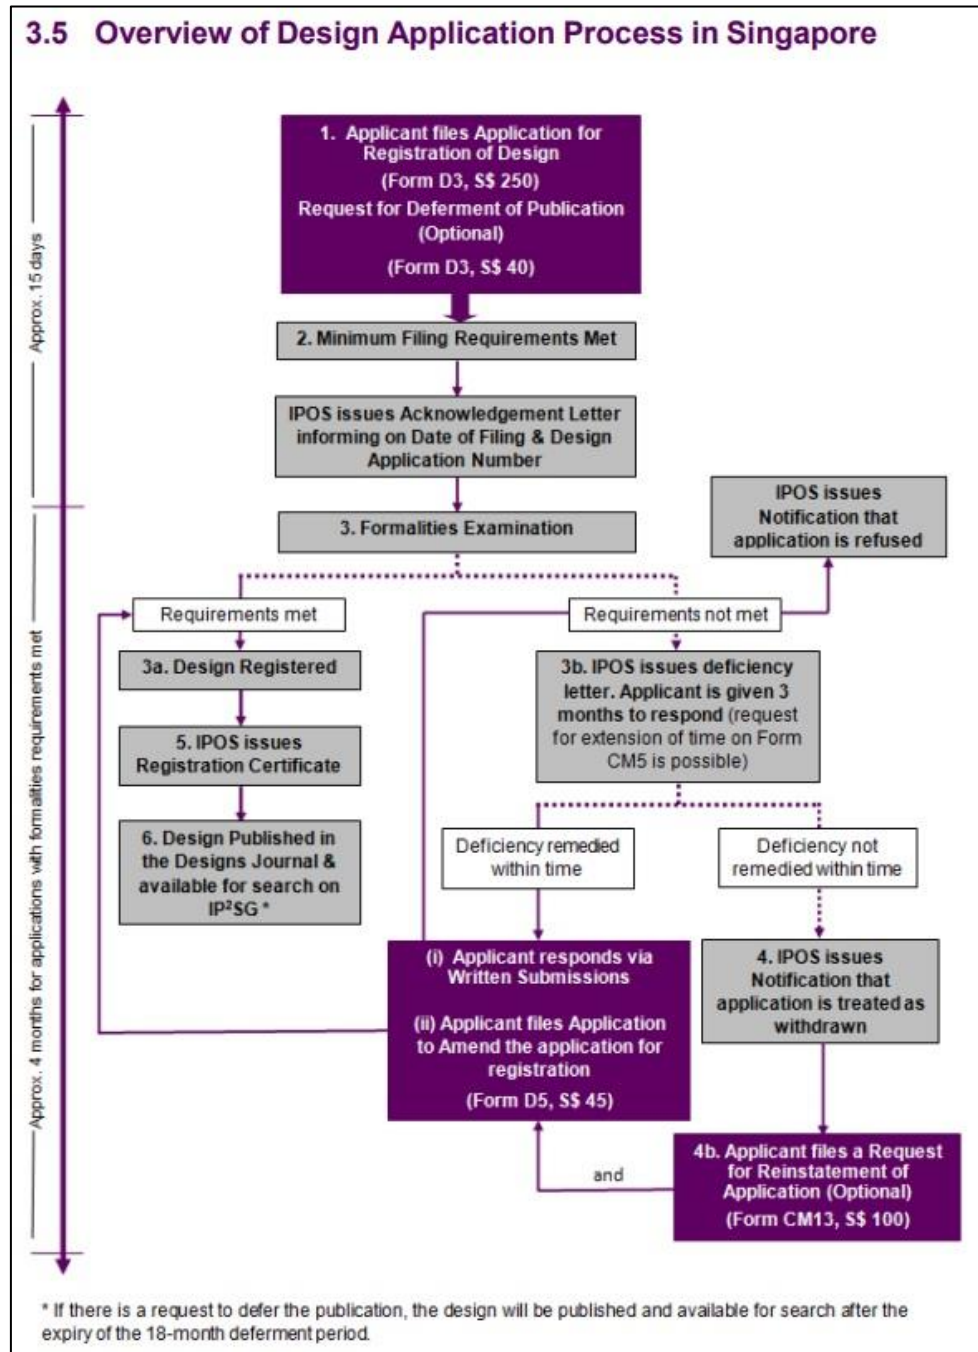 3.5 Overview of Design Application Process in Singapore
Approx. 15 days
1. Applicant files Application for
Registration of Design
(Form D3, S$ 250)
Request for Deferment of Publication
(Optional)
(Form D3, S$ 40)
2. Minimum Filing Requirements Met
IPOS issues Acknowledgement Letter
informing on Date of Filing & Design
Application Number
Approx. 4 months for applications with formalities requirements met
3. Formalities Examination
IPOS issues
Notification that
application is refused
Requirements met
Requirements not met
3a. Design Registered
5. IPOS issues
Registration Certificate
6. Design Published in
the Designs Journal &
available for search on
IP²SG *
3b. IPOS issues deficiency
letter. Applicant is given 3
months to respond (request
for extension of time on Form
CM5 is possible)
Deficiency remedied
within time
Deficiency not
remedied within time
(i) Applicant responds via
Written Submissions
(ii) Applicant files Application
to Amend the application for
registration
(Form D5, S$ 45)
4. IPOS issues
Notification that
application is treated as
withdrawn
and
4b. Applicant files a Request
for Reinstatement of
Application (Optional)
(Form CM13, S$ 100)
* If there is a request to defer the publication, the design will be published and available for search after the
expiry of the 18-month deferment period.